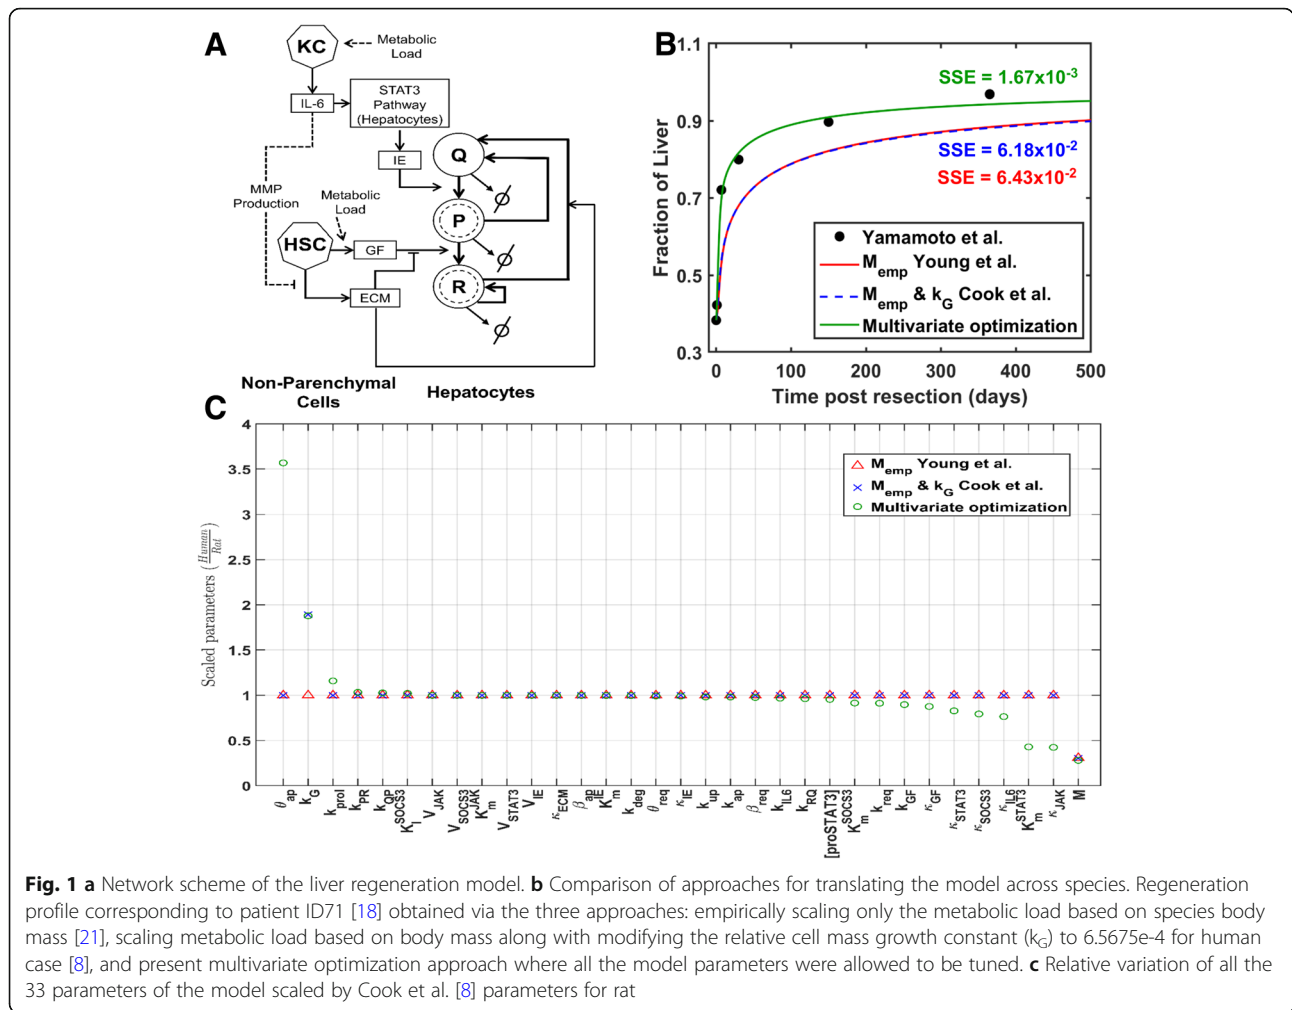 A
KC
Metabolic
Load
IL-6
STAT3
Pathway
(Hepatocytes)
IE
Q
Ø
MMP
Production
Metabolic
Load
P
HSC
GF
Ø
ECM
R
Ø
Non-Parenchymal
Cells
Hepatocytes
B
1.1
0.9
0.7
0.5
0.3
Fraction of Liver
SSE = 1.67x10-3
SSE = 6.18x10-2
SSE = 6.43x10-2
Yamamoto et al.
Memp Young et al.
Memp & kG Cook et al.
Multivariate optimization
0 100 200 300 400 500
Time post resection (days)
C
4
3.5
3
2.5
2
1.5
1
0.5
0
Scaled parameters (Human/Rat)
Memp Young et al.
Memp & kG Cook et al.
Multivariate optimization
θap
kG
kprol
kPR
kQP
KISOCS3
VJAK
VSOCS3
KmJAK
VSTAT3
VIE
κECM
βap
KmIE
kdeg
θreq
κIE
kup
kap
βreq
kIL6
kRQ
[proSTAT3]
KmSOCS3
kreq
kGF
κGF
κSTAT3
κSOCS3
κIL6
KmSTAT3
κJAK
M
Fig. 1 a Network scheme of the liver regeneration model. b Comparison of approaches for translating the model across species. Regeneration
profile corresponding to patient ID71 [18] obtained via the three approaches: empirically scaling only the metabolic load based on species body
mass [21], scaling metabolic load based on body mass along with modifying the relative cell mass growth constant (kG) to 6.5675e-4 for human
case [8], and present multivariate optimization approach where all the model parameters were allowed to be tuned. c Relative variation of all the
33 parameters of the model scaled by Cook et al. [8] parameters for rat